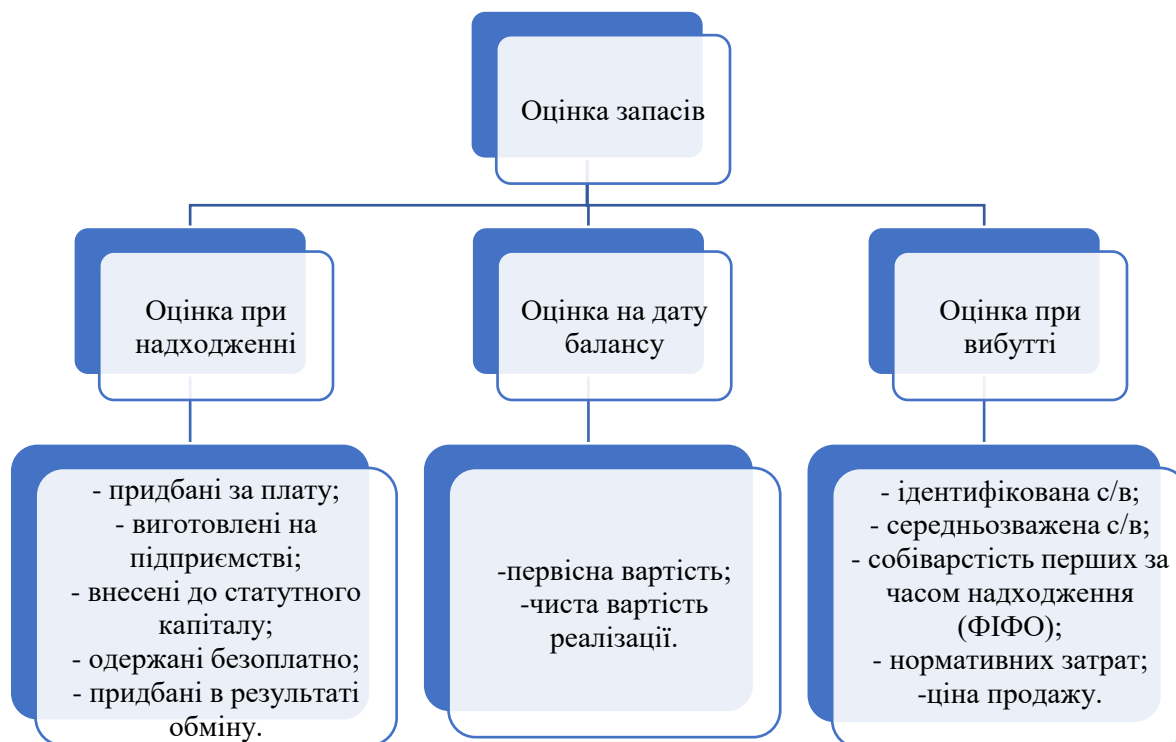 Оцінка запасів
Оцінка при
надходженні
Оцінка на дату
балансу
Оцінка при
вибутті
- придбані за плату;
- виготовлені на
підприємстві;
- внесені до статутного
капіталу;
- одержані безоплатно;
- придбані в результаті
обміну.
-первісна вартість;
-чиста вартість
реалізації.
- ідентифікована с/в;
- середньозважена с/в;
- собіварстість перших за
часом надходження
(ФІФО);
- нормативних затрат;
-ціна продажу.